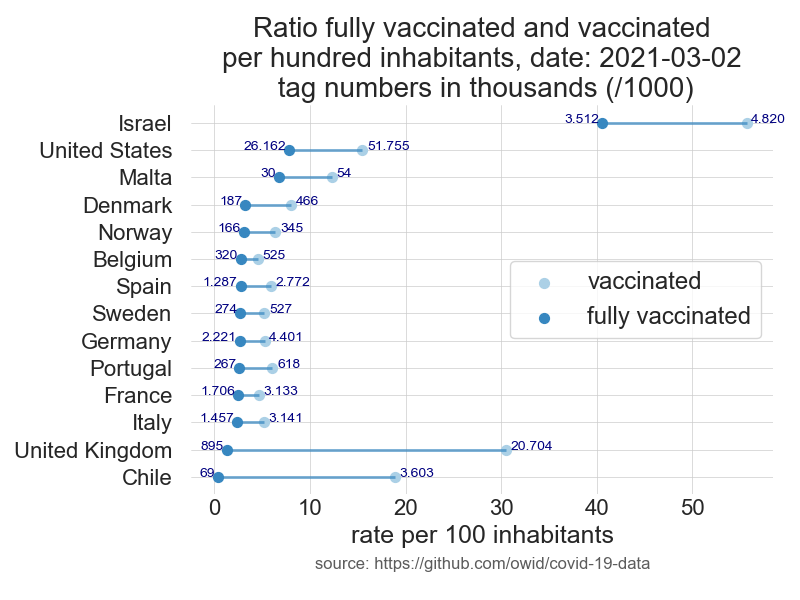 Ratio fully vaccinated and vaccinated
per hundred inhabitants, date: 2021-03-02
tag numbers in thousands (/1000)
Israel 3.512 4.820
United States 26.162 51.755
Malta 30 54
Denmark 187 466
Norway 166 345
Belgium 320 525
Spain 1.287 2.772
Sweden 274 527
Germany 2.221 4.401
Portugal 267 618
France 1.706 3.133
Italy 1.457 3.141
United Kingdom 895 20.704
Chile 69 3.603
vaccinated
fully vaccinated
0 10 20 30 40 50
rate per 100 inhabitants
source: https://github.com/owid/covid-19-data